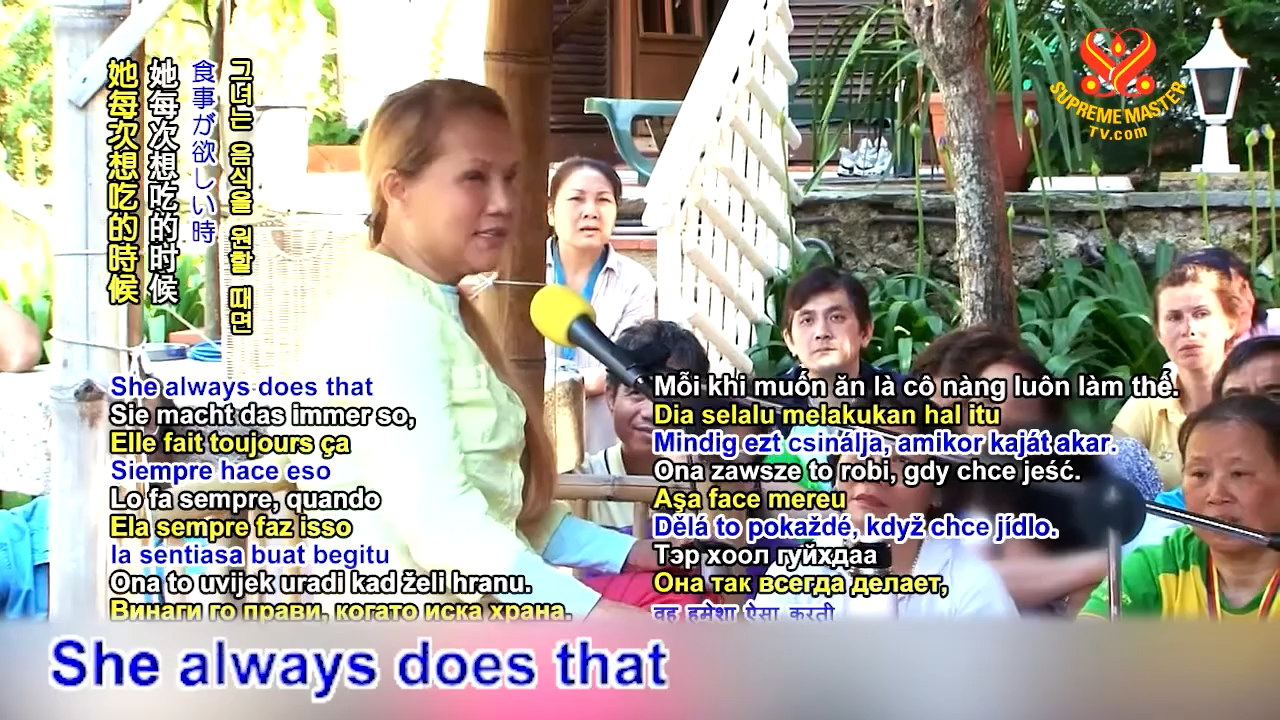 SUPREME MASTER
TV.com
她每次想吃的時候
她每次想吃的时候
食事が欲しい時
그녀는 음식을 원할 때면
She always does that
Sie macht das immer so,
Elle fait toujours ça
Siempre hace eso
Lo fa sempre, quando
Ela sempre faz isso
Ia sentiasa buat begitu
Ona to uvijek uradi kad želi hranu.
Винаги го прави, когато иска храна.
Mỗi khi muốn ăn là cô nàng luôn làm thế.
Dia selalu melakukan hal itu
Mindig ezt csinálja, amikor kaját akar.
Ona zawsze to robi, gdy chce jeść.
Aşa face mereu
Dělá to pokaždé, když chce jídlo.
Тэр хоол гуйхдаа
Она так всегда делает,
वह हमेशा ऐसा करती
She always does that